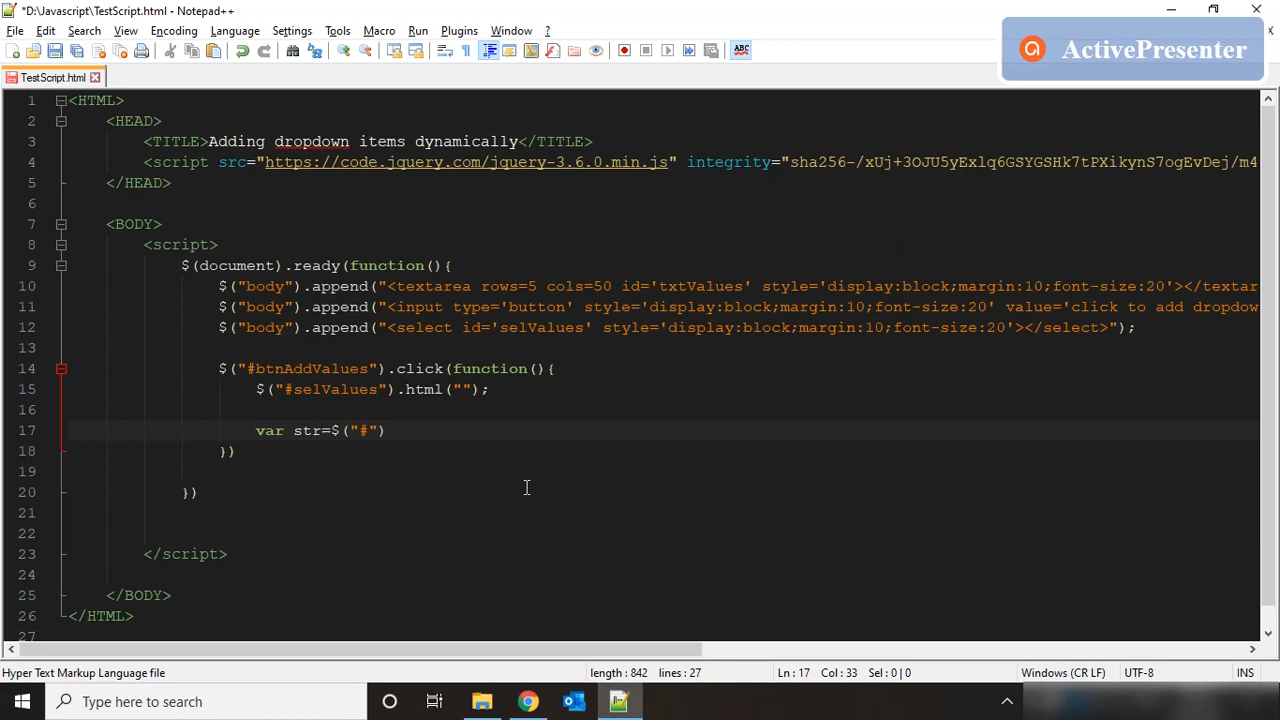 *D:\Javascript\TestScript.html - Notepad++
File Edit Search View Encoding Language Settings Tools Macro Run Plugins Window ?
ActivePresenter
ABC
TestScript.html
1 <HTML>
2 <HEAD>
3 <TITLE>Adding dropdown items dynamically</TITLE>
4 <script src="https://code.jquery.com/jquery-3.6.0.min.js" integrity="sha256-/xUj+3OJU5yExlq6GSYGSHk7tPXikynS7ogEvDej/m4
5 </HEAD>
6
7 <BODY>
8 <script>
9 $(document).ready(function(){
10 $("body").append("<textarea rows=5 cols=50 id='txtValues' style='display:block;margin:10;font-size:20'></textar
11 $("body").append("<input type='button' style='display:block;margin:10;font-size:20' value='click to add dropdow
12 $("body").append("<select id='selValues' style='display:block;margin:10;font-size:20'></select>");
13
14 $("#btnAddValues").click(function(){
15 $("#selValues").html("");
16
17 var str=$("#")
18 })
19
20 })
21
22
23 </script>
24
25 </BODY>
26 </HTML>
27
Hyper Text Markup Language file length : 842 lines : 27 Ln : 17 Col : 33 Sel : 0 | 0 Windows (CR LF) UTF-8 INS
Type here to search